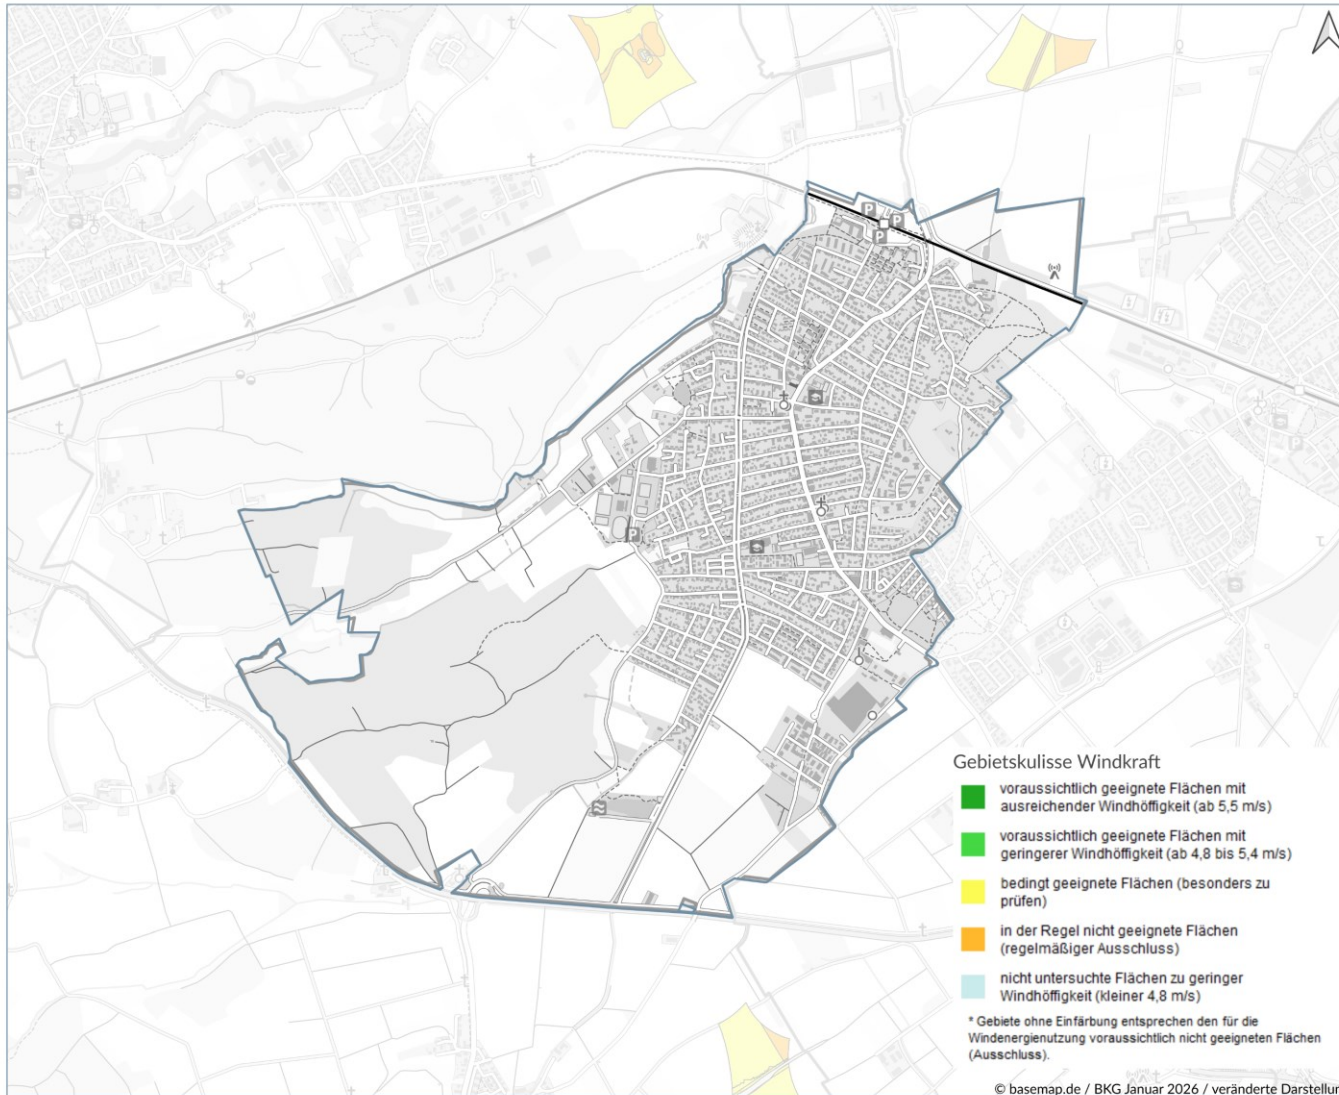 P
P
P
P
P
P
Gebietskulisse Windkraft
voraussichtlich geeignete Flächen mit
ausreichender Windhöffigkeit (ab 5,5 m/s)
voraussichtlich geeignete Flächen mit
geringerer Windhöffigkeit (ab 4,8 bis 5,4 m/s)
bedingt geeignete Flächen (besonders zu
prüfen)
in der Regel nicht geeignete Flächen
(regelmäßiger Ausschluss)
nicht untersuchte Flächen zu geringer
Windhöffigkeit (kleiner 4,8 m/s)
* Gebiete ohne Einfärbung entsprechen den für die
Windenergienutzung voraussichtlich nicht geeigneten Flächen
(Ausschluss).
© basemap.de / BKG Januar 2026 / veränderte Darstellun